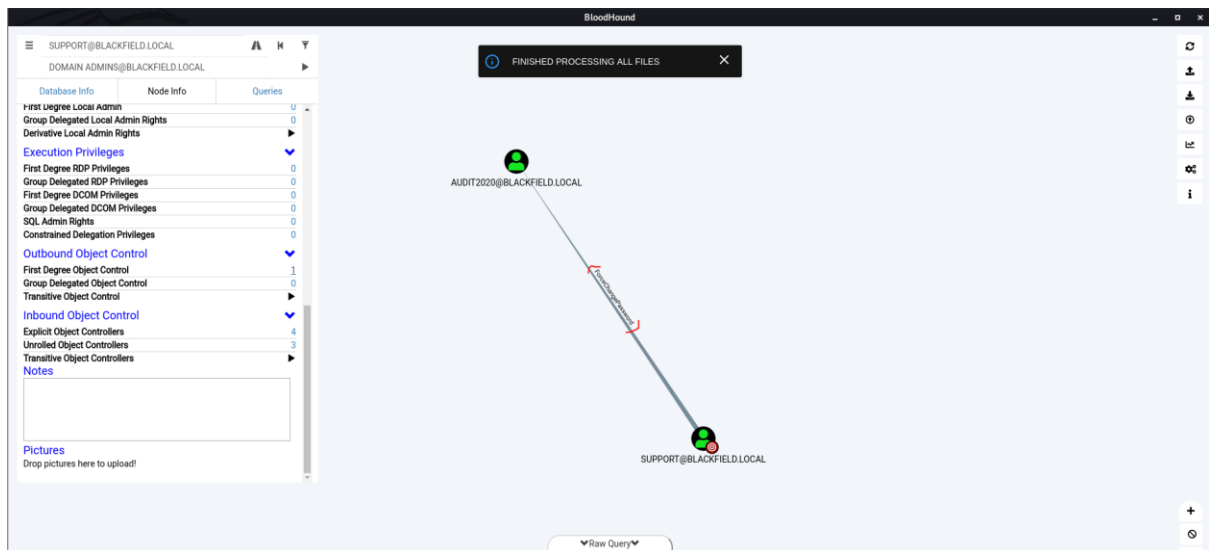 BloodHound
SUPPORT@BLACKFIELD.LOCAL
DOMAIN ADMINS@BLACKFIELD.LOCAL
Database Info Node Info Queries
First Degree Local Admin 0
Group Delegated Local Admin Rights 0
Derivative Local Admin Rights
Execution Privileges
First Degree RDP Privileges 0
Group Delegated RDP Privileges 0
First Degree DCOM Privileges 0
Group Delegated DCOM Privileges 0
SQL Admin Rights 0
Constrained Delegation Privileges 0
Outbound Object Control
First Degree Object Control 1
Group Delegated Object Control 0
Transitive Object Control
Inbound Object Control
Explicit Object Controllers 4
Unrolled Object Controllers 3
Transitive Object Controllers
Notes
Pictures
Drop pictures here to upload!
FINISHED PROCESSING ALL FILES
AUDIT2020@BLACKFIELD.LOCAL
ForceChangePassword
SUPPORT@BLACKFIELD.LOCAL
Raw Query